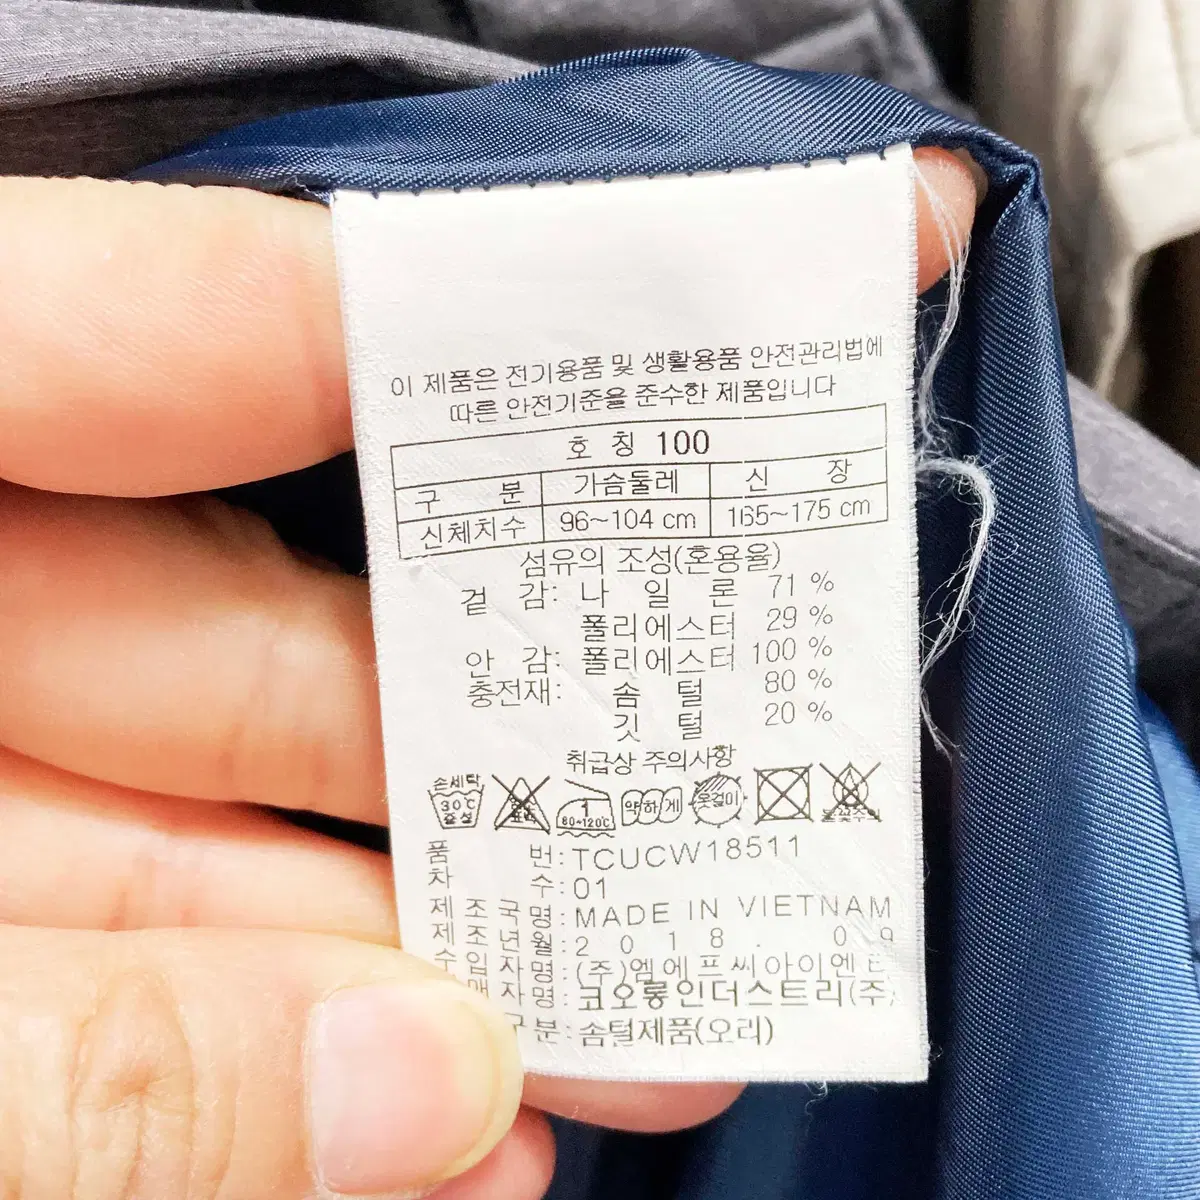 이 제품은 전기용품 및 생활용품 안전관리법에
따른 안전기준을 준수한 제품입니다
호 칭 100
구 분 가슴둘레 신 장
신체치수 96~104 cm 165~175 cm
섬유의 조성(혼용율)
겉 감: 나 일 론 71 %
폴리에스터 29 %
안 감: 폴리에스터 100 %
충전재: 솜 털 80 %
깃 털 20 %
취급상 주의사항
손세탁 30℃ 중성 표백 1 80~120℃ 약하게 옷걸이
품 번: TCUCW18511
차 수: 01
제 조 국 명: MADE IN VIETNAM
제 조 년 월: 2018. 09
수 입 자 명: (주)엠에프씨아이엔
자 명: 코오롱인더스트리(주)
구 분: 솜털제품(오리)